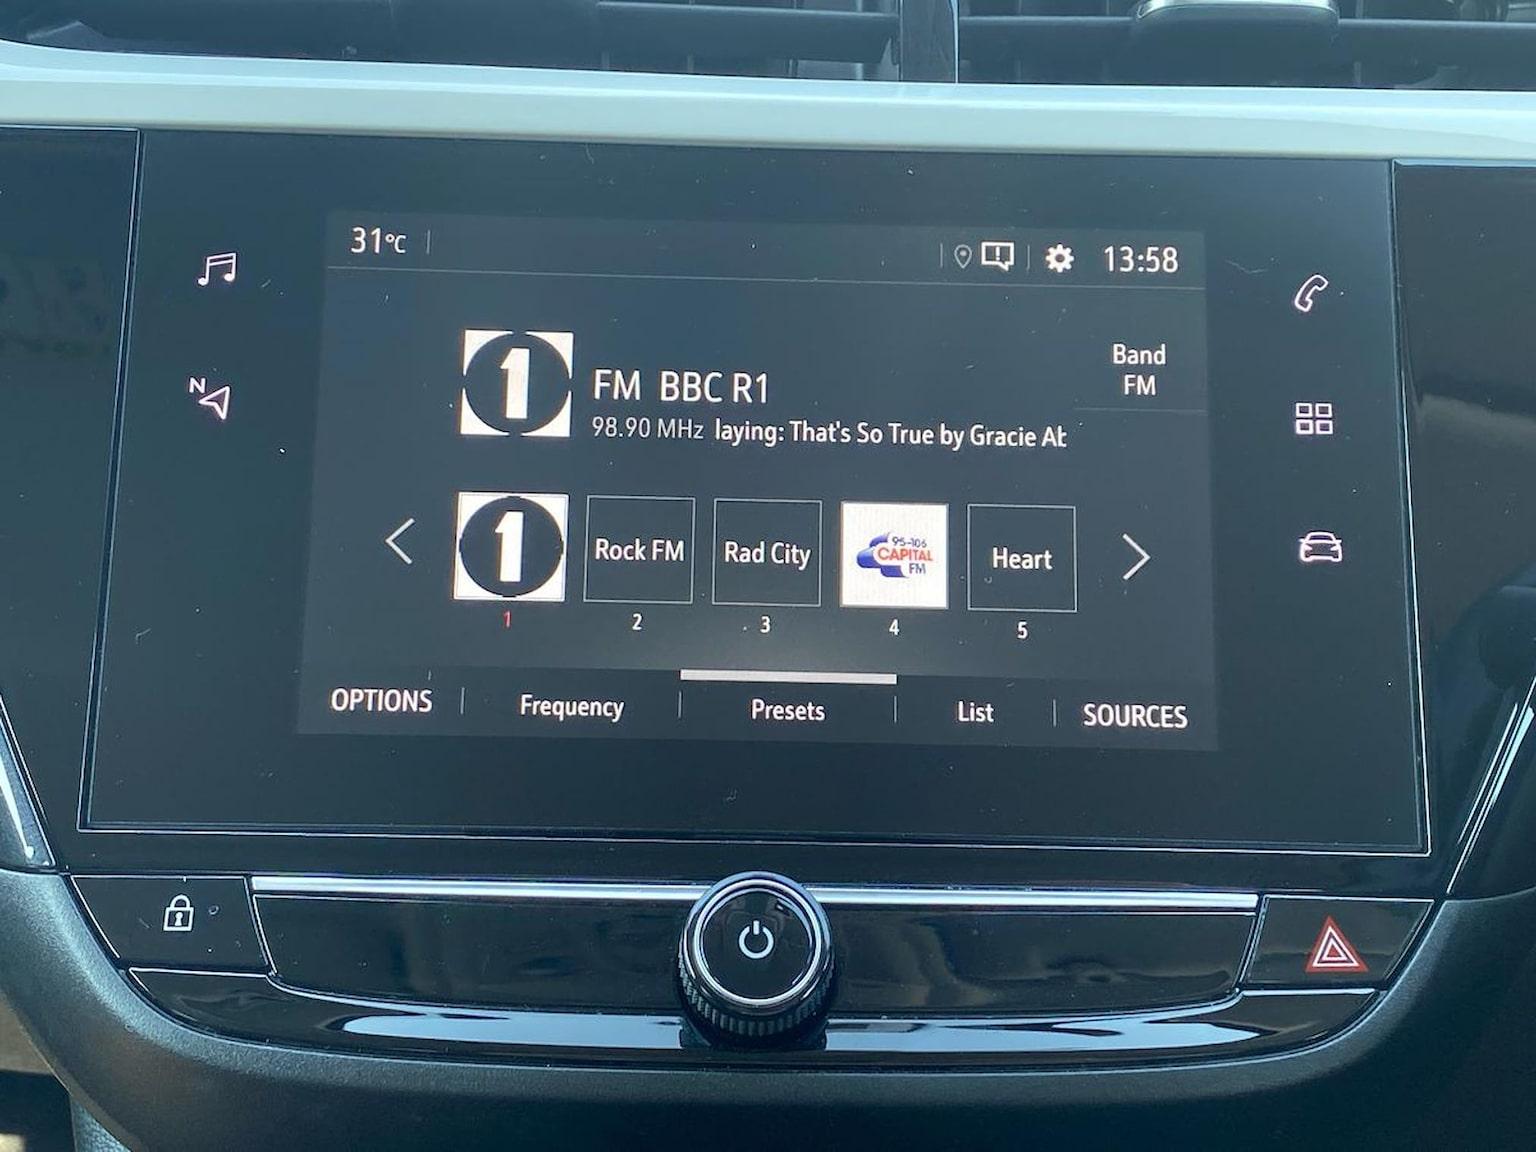 31°C
13:58
N
1
FM BBC R1
98.90 MHz laying: That's So True by Gracie Ab
Band
FM
1
Rock FM
Rad City
95-106
CAPITAL
FM
Heart
1
2
3
4
5
OPTIONS
Frequency
Presets
List
SOURCES